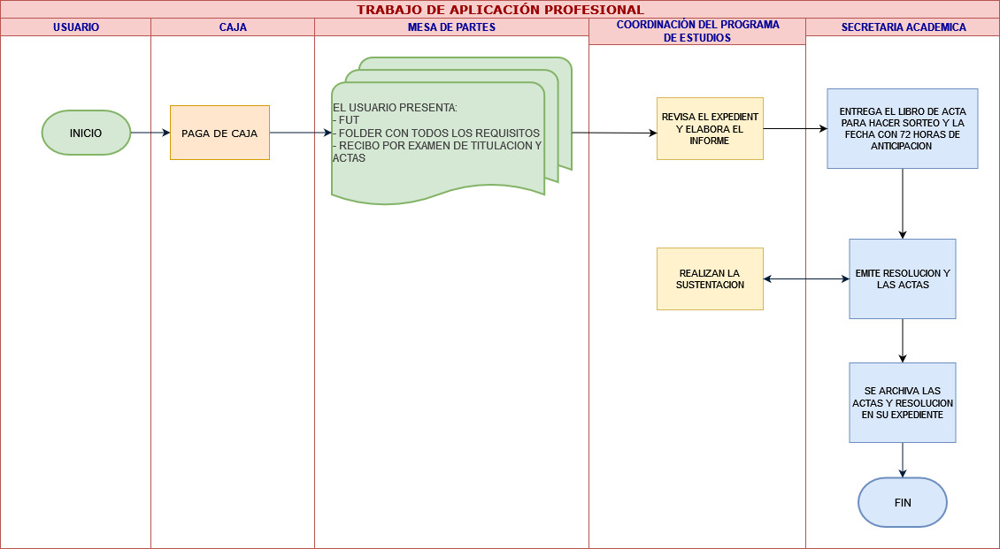 TRABAJO DE APLICACIÓN PROFESIONAL
USUARIO
CAJA
MESA DE PARTES
COORDINACIÓN DEL PROGRAMA
DE ESTUDIOS
SECRETARIA ACADEMICA
INICIO
PAGA DE CAJA
EL USUARIO PRESENTA:
- FUT
- FOLDER CON TODOS LOS REQUISITOS
- RECIBO POR EXAMEN DE TITULACION Y
ACTAS
REVISA EL EXPEDIENT
Y ELABORA EL
INFORME
ENTREGA EL LIBRO DE ACTA
PARA HACER SORTEO Y LA
FECHA CON 72 HORAS DE
ANTICIPACION
REALIZAN LA
SUSTENTACION
EMITE RESOLUCION Y
LAS ACTAS
SE ARCHIVA LAS
ACTAS Y RESOLUCION
EN SU EXPEDIENTE
FIN